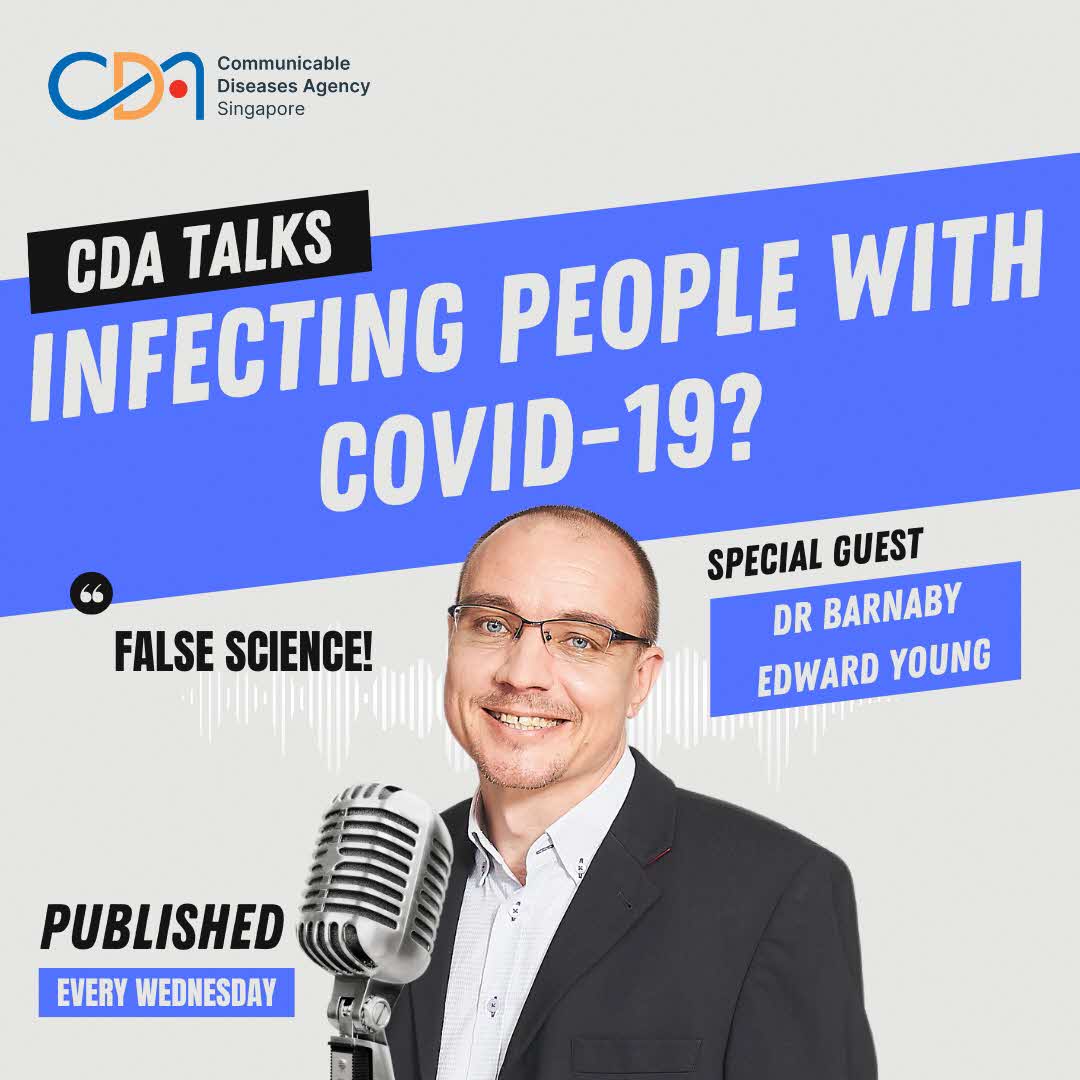 CDA
Communicable
Diseases Agency
Singapore
CDA TALKS
INFECTING PEOPLE WITH
COVID-19?
SPECIAL GUEST
DR BARNABY
EDWARD YOUNG
“
FALSE SCIENCE!
PUBLISHED
EVERY WEDNESDAY